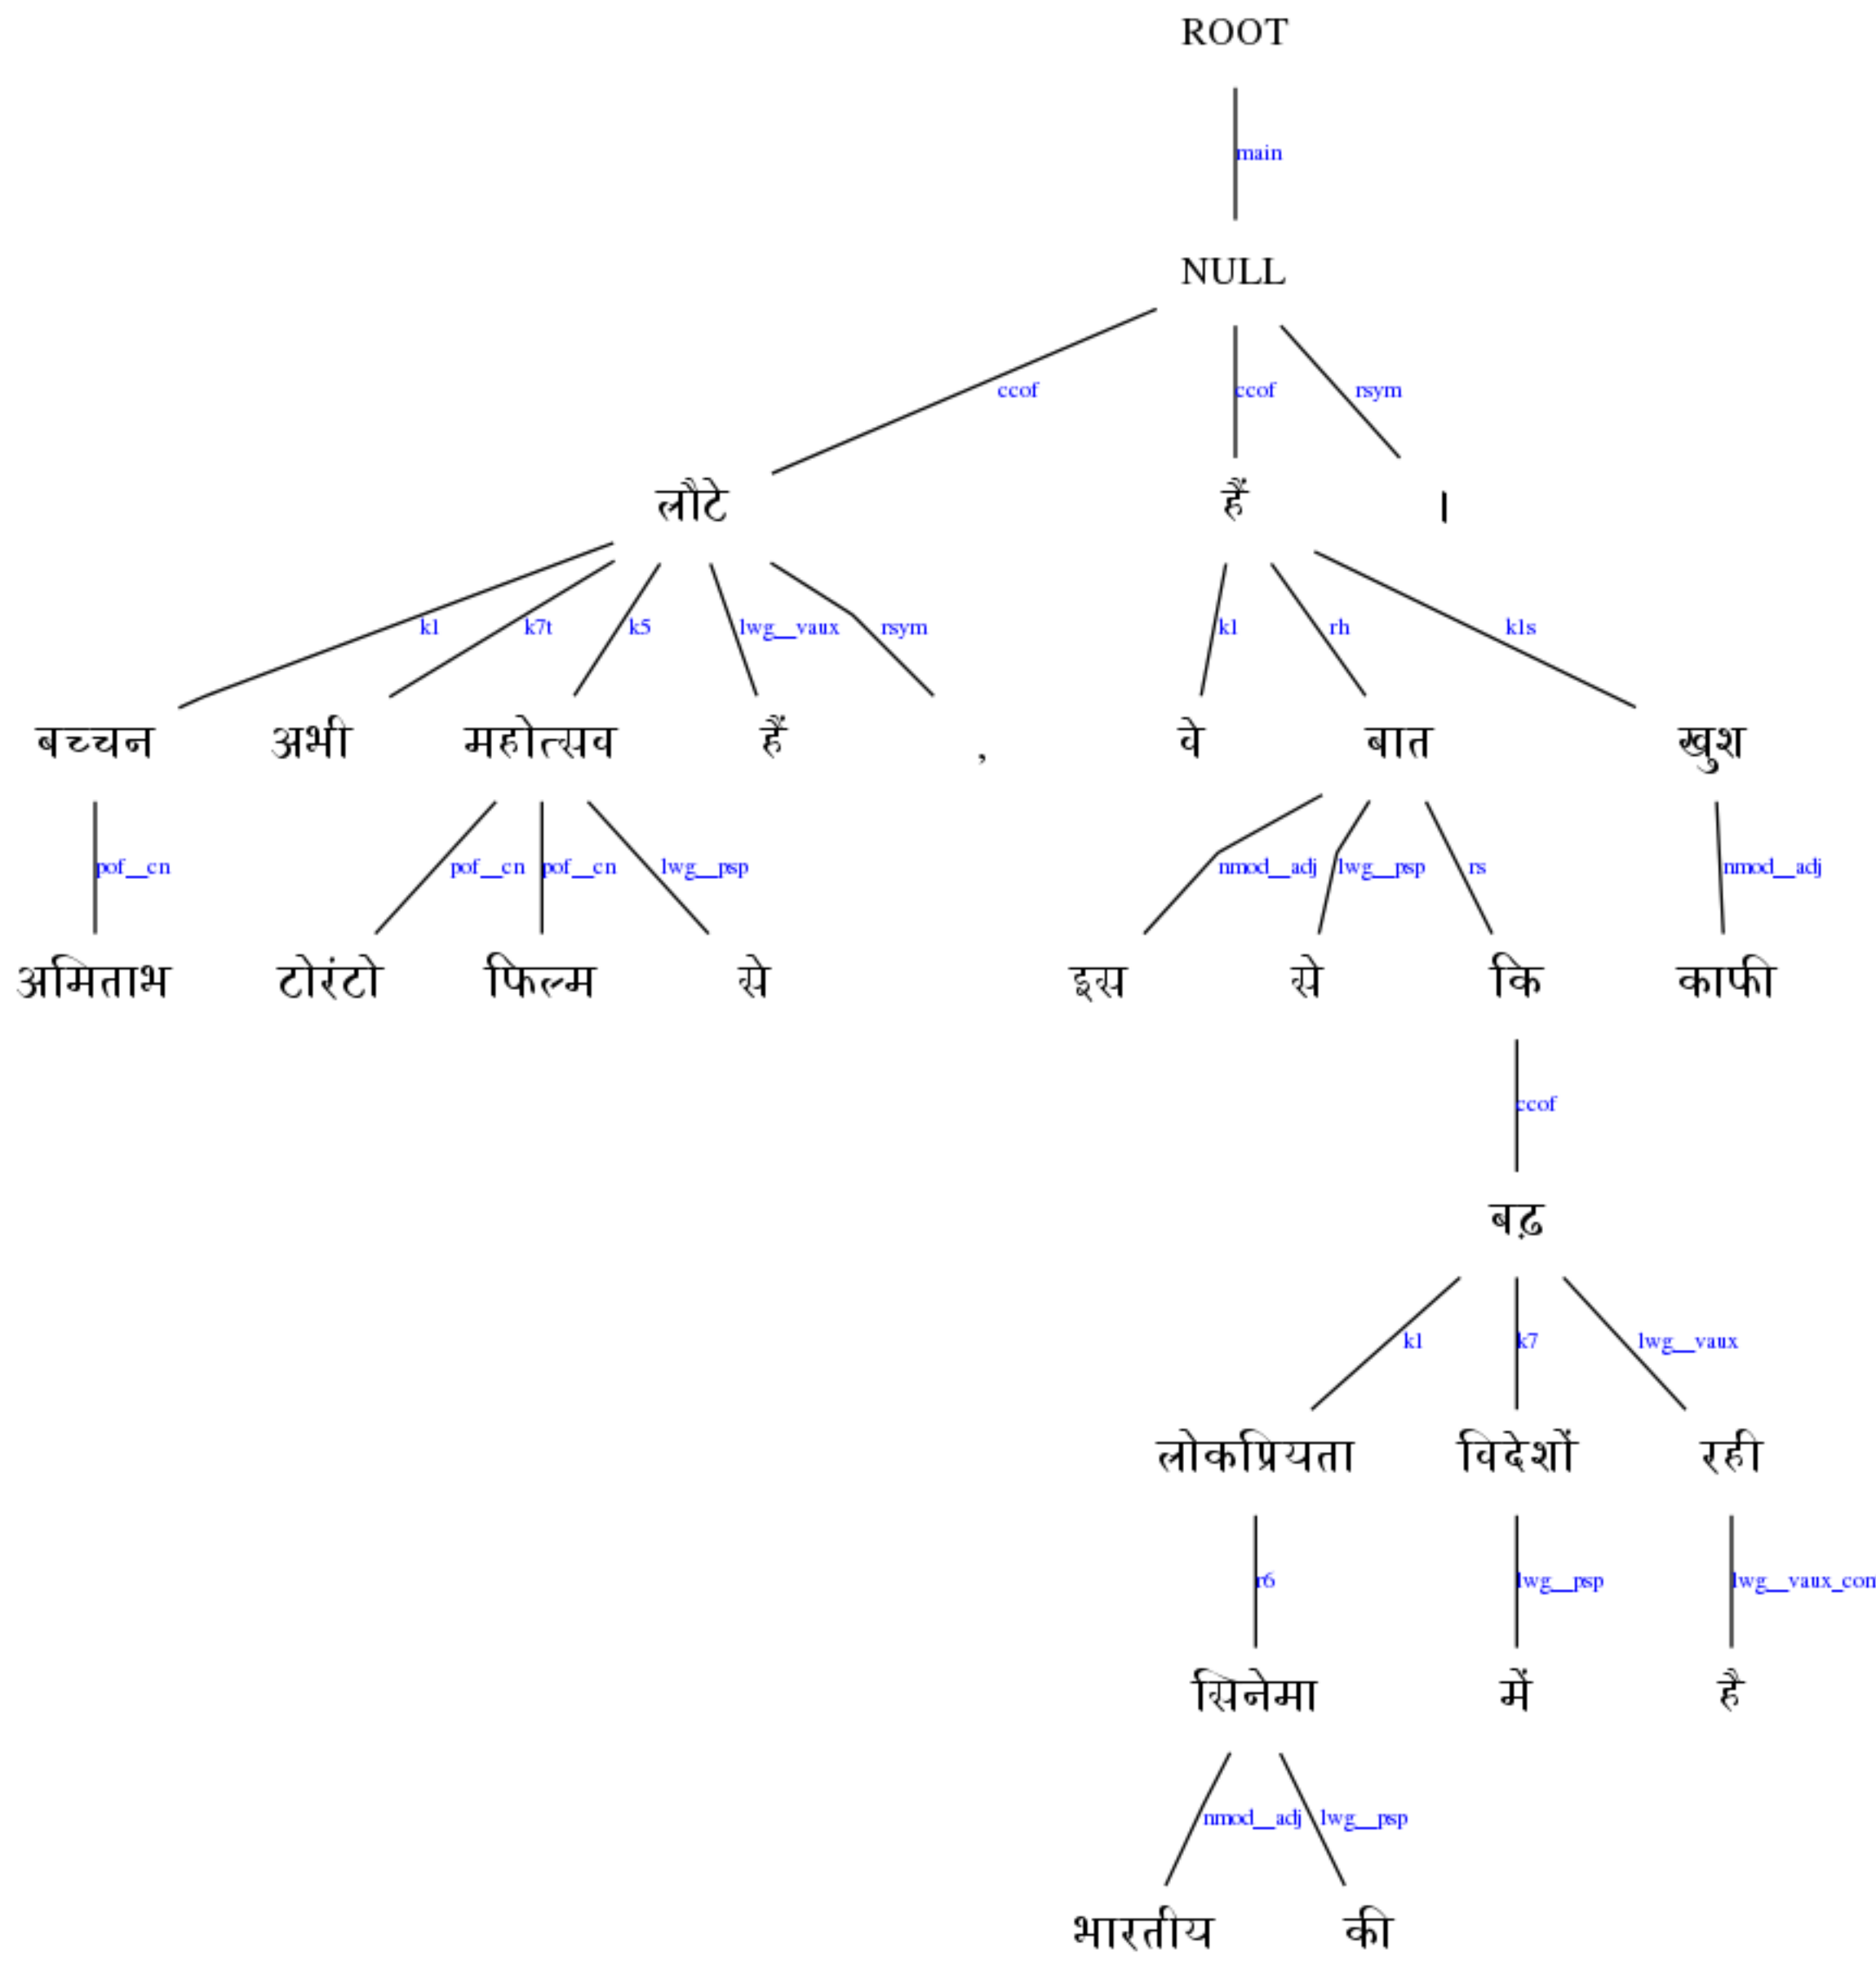 ROOT
main
NULL
ccof ccof rsym
लौटे हैं ।
k1 k7t k5 lwg__vaux rsym k1 rh k1s
बच्चन अभी महोत्सव हैं , वे बात खुश
pof__cn pof__cn pof__cn lwg__psp nmod__adj lwg__psp rs nmod__adj
अमिताभ टोरंटो फिल्म से इस से कि काफी
ccof
बढ़
k1 k7 lwg__vaux
लोकप्रियता विदेशों रही
r6 lwg__psp lwg__vaux_con
सिनेमा में है
nmod__adj lwg__psp
भारतीय की